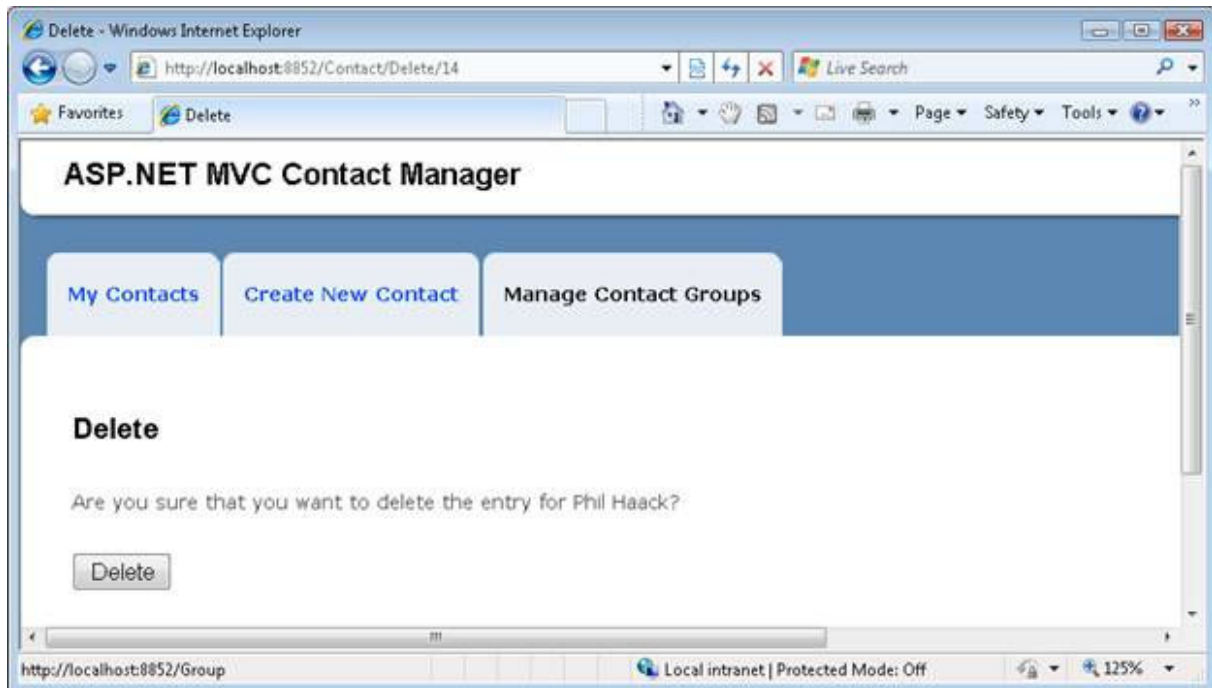 Delete - Windows Internet Explorer
http://localhost:8852/Contact/Delete/14
Live Search
Favorites
Delete
Page
Safety
Tools
ASP.NET MVC Contact Manager
My Contacts
Create New Contact
Manage Contact Groups
Delete
Are you sure that you want to delete the entry for Phil Haack?
Delete
http://localhost:8852/Group
Local intranet | Protected Mode: Off
125%